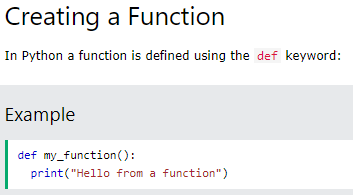 Creating a Function
In Python a function is defined using the def keyword:
Example
def my_function():
  print("Hello from a function")